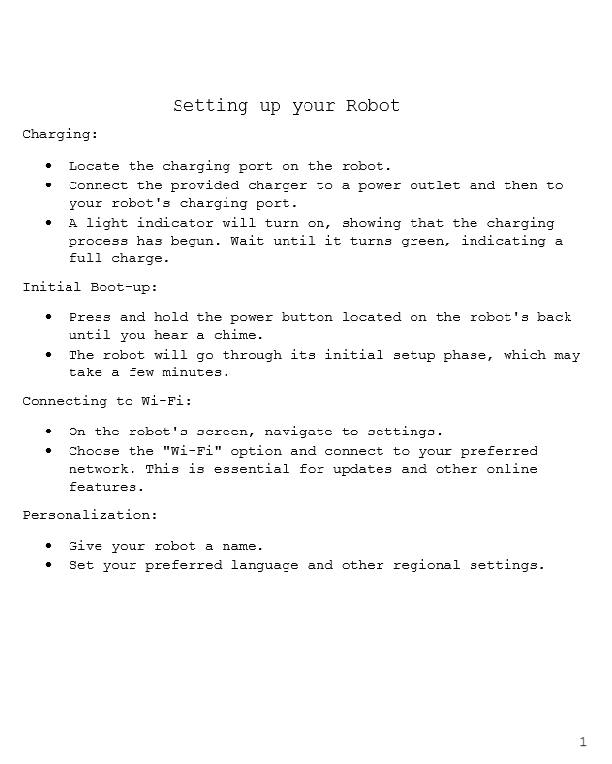 Setting up your Robot
Charging:
• Locate the charging port on the robot.
• Connect the provided charger to a power outlet and then to
your robot's charging port.
• A light indicator will turn on, showing that the charging
process has begun. Wait until it turns green, indicating a
full charge.
Initial Boot-up:
• Press and hold the power button located on the robot's back
until you hear a chime.
• The robot will go through its initial setup phase, which may
take a few minutes.
Connecting to Wi-Fi:
• On the robot's screen, navigate to settings.
• Choose the "Wi-Fi" option and connect to your preferred
network. This is essential for updates and other online
features.
Personalization:
• Give your robot a name.
• Set your preferred language and other regional settings.
1